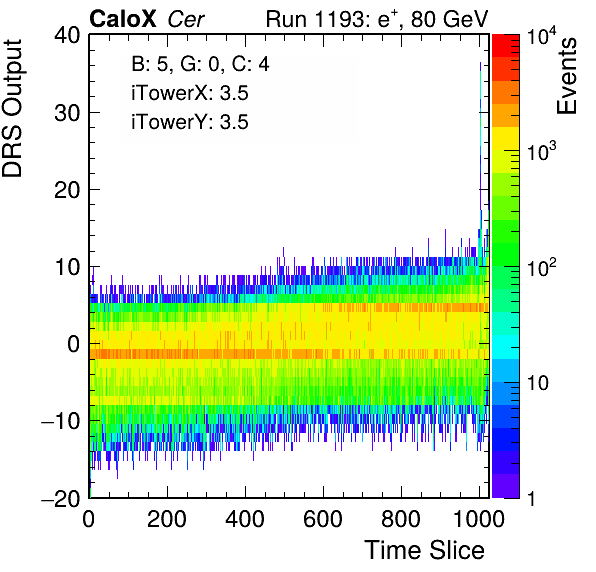 CaloX Cer Run 1193: e+, 80 GeV
B: 5, G: 0, C: 4
iTowerX: 3.5
iTowerY: 3.5
DRS Output
40
30
20
10
0
−10
−20
0 200 400 600 800 1000
Time Slice
Events
10^4
10^3
10^2
10
1